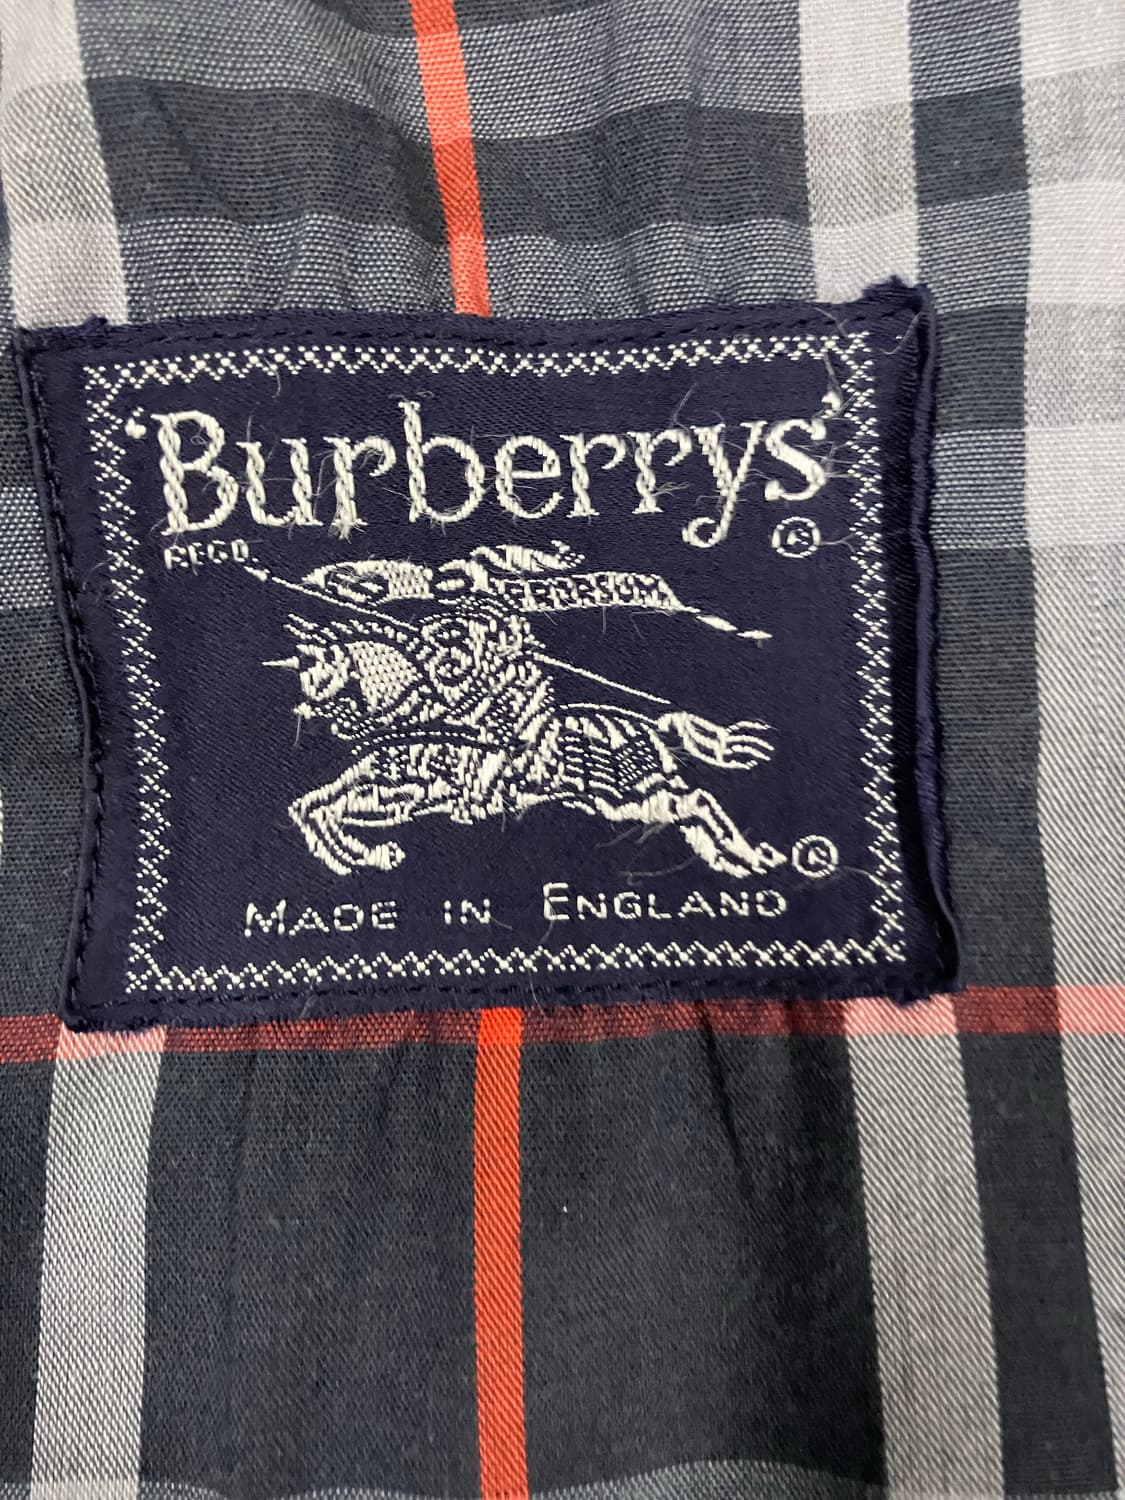 'Burberrys'
®
REGD.
PRORSUM
®
MADE IN ENGLAND